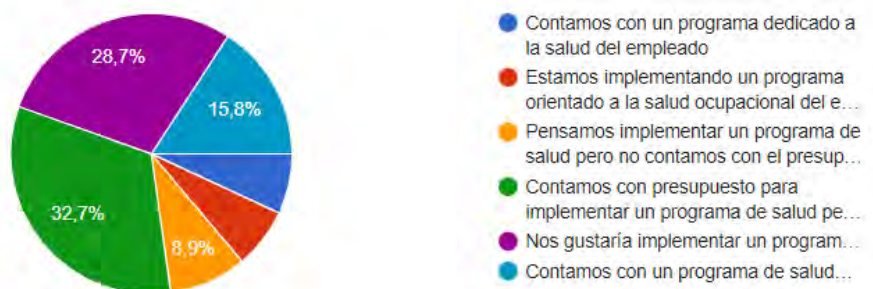 28,7%
15,8%
32,7%
8,9%
Contamos con un programa dedicado a
la salud del empleado
Estamos implementando un programa
orientado a la salud ocupacional del e...
Pensamos implementar un programa de
salud pero no contamos con el presup...
Contamos con presupuesto para
implementar un programa de salud pe...
Nos gustaría implementar un program...
Contamos con un programa de salud...